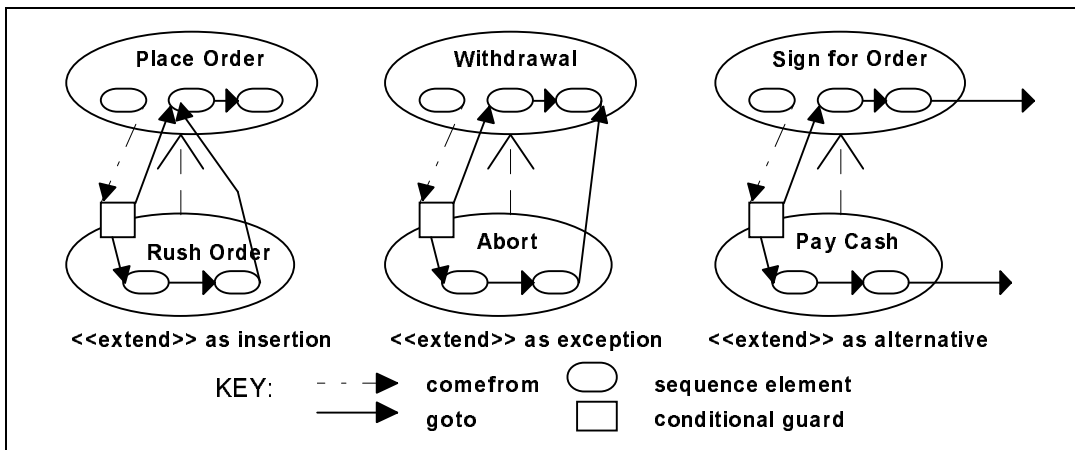 Place Order
Withdrawal
Sign for Order
Rush Order
Abort
Pay Cash
<<extend>> as insertion
<<extend>> as exception
<<extend>> as alternative
KEY:
comefrom
sequence element
goto
conditional guard